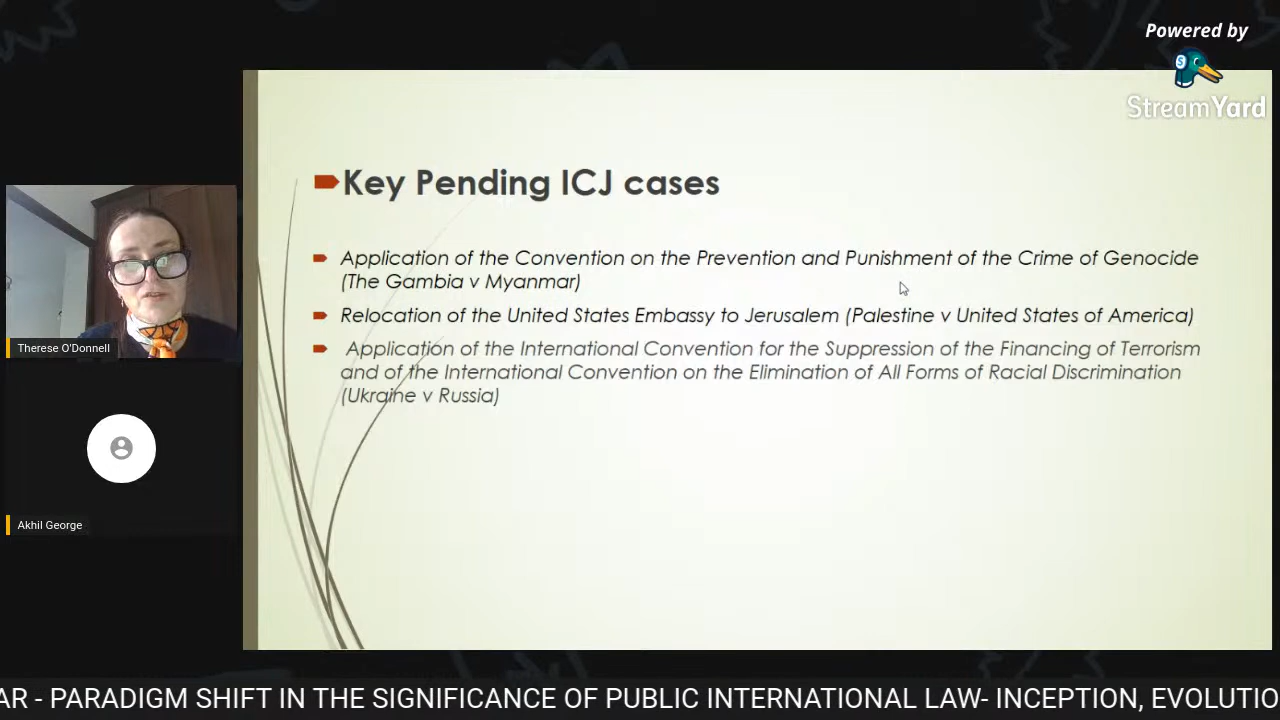 Powered by
StreamYard
Key Pending ICJ cases
Application of the Convention on the Prevention and Punishment of the Crime of Genocide
(The Gambia v Myanmar)
Relocation of the United States Embassy to Jerusalem (Palestine v United States of America)
Application of the International Convention for the Suppression of the Financing of Terrorism
and of the International Convention on the Elimination of All Forms of Racial Discrimination
(Ukraine v Russia)
Therese O'Donnell
Akhil George
AR - PARADIGM SHIFT IN THE SIGNIFICANCE OF PUBLIC INTERNATIONAL LAW- INCEPTION, EVOLUTIO